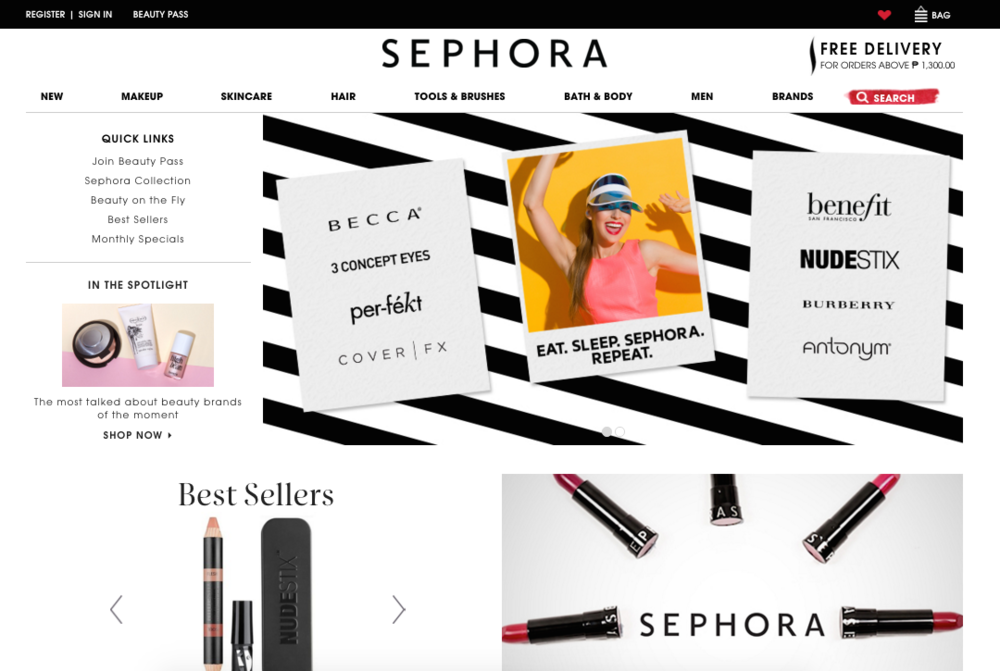 REGISTER | SIGN IN BEAUTY PASS BAG
SEPHORA
FREE DELIVERY
FOR ORDERS ABOVE ₱ 1,300.00
NEW MAKEUP SKINCARE HAIR TOOLS & BRUSHES BATH & BODY MEN BRANDS SEARCH
QUICK LINKS
Join Beauty Pass
Sephora Collection
Beauty on the Fly
Best Sellers
Monthly Specials
IN THE SPOTLIGHT
The most talked about beauty brands
of the moment
SHOP NOW
BECCA®
3 CONCEPT EYES
per-fékt
COVER | FX
EAT. SLEEP. SEPHORA.
REPEAT.
benefit
SAN FRANCISCO
NUDESTIX
BURBERRY
antonym®
Best Sellers
NUDESTIX
SEPHORA